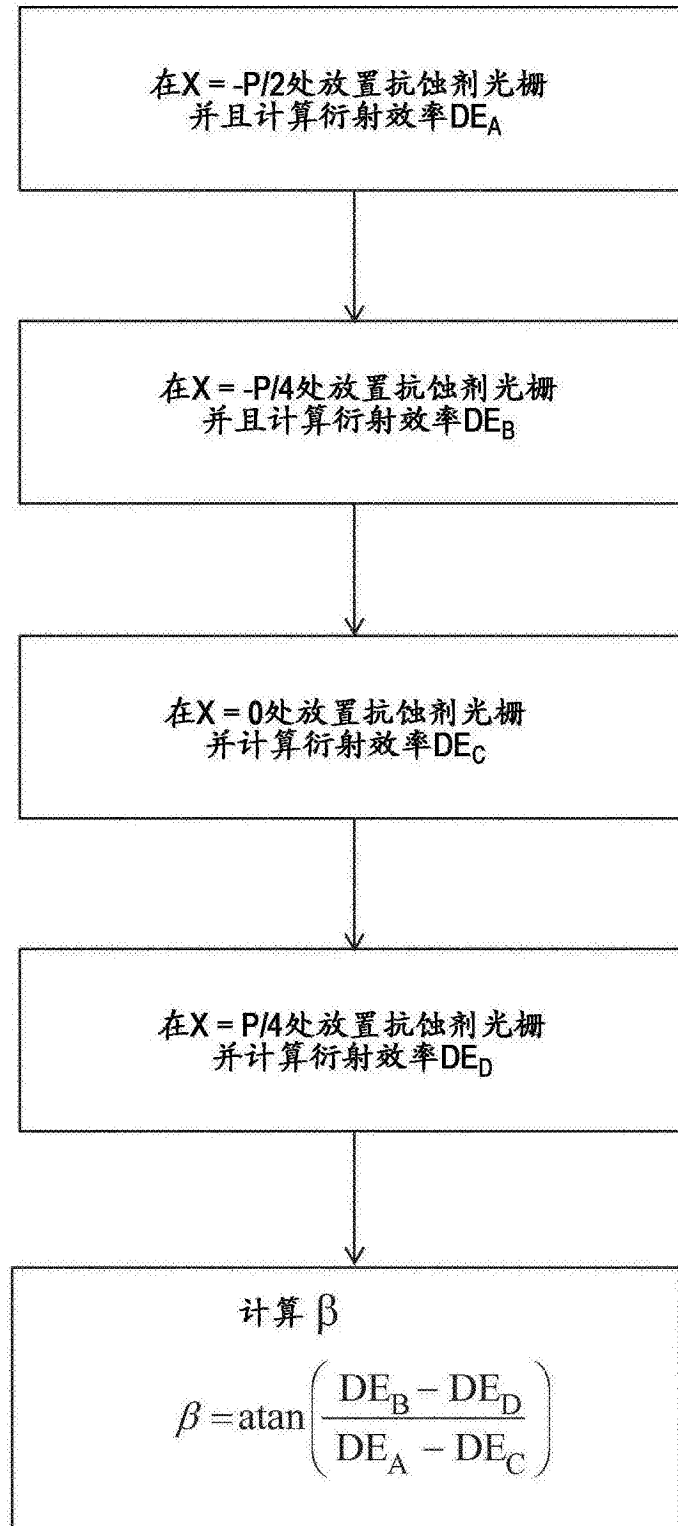 在X = -P/2处放置抗蚀剂光栅
并且计算衍射效率DE_A
在X = -P/4处放置抗蚀剂光栅
并且计算衍射效率DE_B
在X = 0处放置抗蚀剂光栅
并计算衍射效率DE_C
在X = P/4处放置抗蚀剂光栅
并计算衍射效率DE_D
计算 β
β = atan( (DE_B − DE_D) / (DE_A − DE_C) )